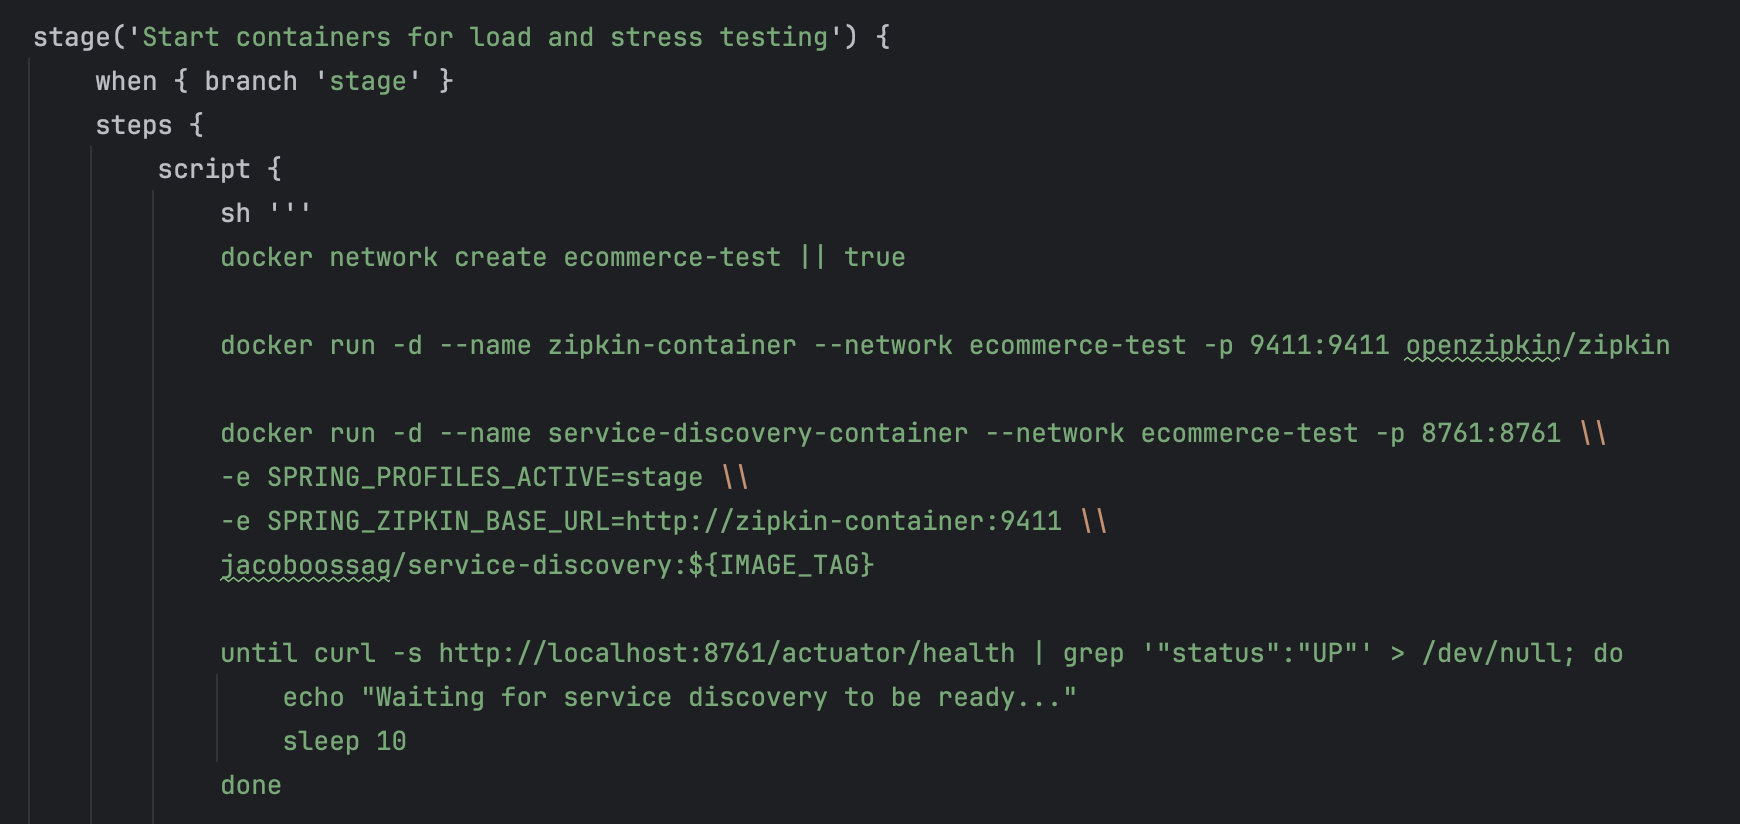 stage('Start containers for load and stress testing') {
    when { branch 'stage' }
    steps {
        script {
            sh '''
            docker network create ecommerce-test || true

            docker run -d --name zipkin-container --network ecommerce-test -p 9411:9411 openzipkin/zipkin

            docker run -d --name service-discovery-container --network ecommerce-test -p 8761:8761 \\
            -e SPRING_PROFILES_ACTIVE=stage \\
            -e SPRING_ZIPKIN_BASE_URL=http://zipkin-container:9411 \\
            jacoboossag/service-discovery:${IMAGE_TAG}

            until curl -s http://localhost:8761/actuator/health | grep '"status":"UP"' > /dev/null; do
                echo "Waiting for service discovery to be ready..."
                sleep 10
            done